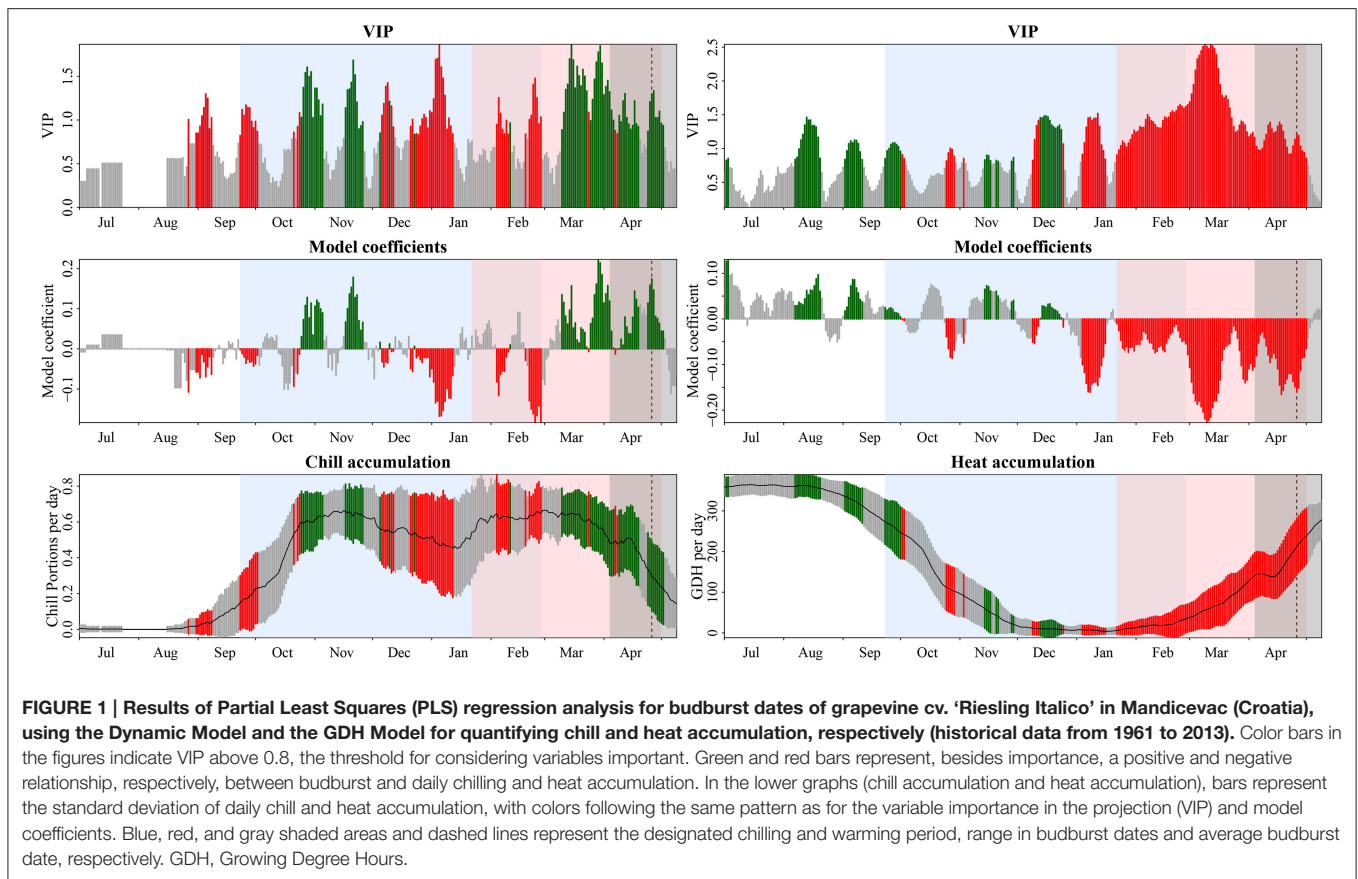 VIP
VIP
0.0 0.5 1.0 1.5
Jul Aug Sep Oct Nov Dec Jan Feb Mar Apr
VIP
VIP
0.5 1.0 1.5 2.0 2.5
Jul Aug Sep Oct Nov Dec Jan Feb Mar Apr
Model coefficients
Model coefficient
−0.1 0.0 0.1 0.2
Jul Aug Sep Oct Nov Dec Jan Feb Mar Apr
Model coefficients
Model coefficient
−0.20 −0.10 0.00 0.10
Jul Aug Sep Oct Nov Dec Jan Feb Mar Apr
Chill accumulation
Chill Portions per day
0.0 0.2 0.4 0.6 0.8
Jul Aug Sep Oct Nov Dec Jan Feb Mar Apr
Heat accumulation
GDH per day
0 100 200 300
Jul Aug Sep Oct Nov Dec Jan Feb Mar Apr
FIGURE 1 | Results of Partial Least Squares (PLS) regression analysis for budburst dates of grapevine cv. ‘Riesling Italico’ in Mandicevac (Croatia),
using the Dynamic Model and the GDH Model for quantifying chill and heat accumulation, respectively (historical data from 1961 to 2013). Color bars in
the figures indicate VIP above 0.8, the threshold for considering variables important. Green and red bars represent, besides importance, a positive and negative
relationship, respectively, between budburst and daily chilling and heat accumulation. In the lower graphs (chill accumulation and heat accumulation), bars represent
the standard deviation of daily chill and heat accumulation, with colors following the same pattern as for the variable importance in the projection (VIP) and model
coefficients. Blue, red, and gray shaded areas and dashed lines represent the designated chilling and warming period, range in budburst dates and average budburst
date, respectively. GDH, Growing Degree Hours.